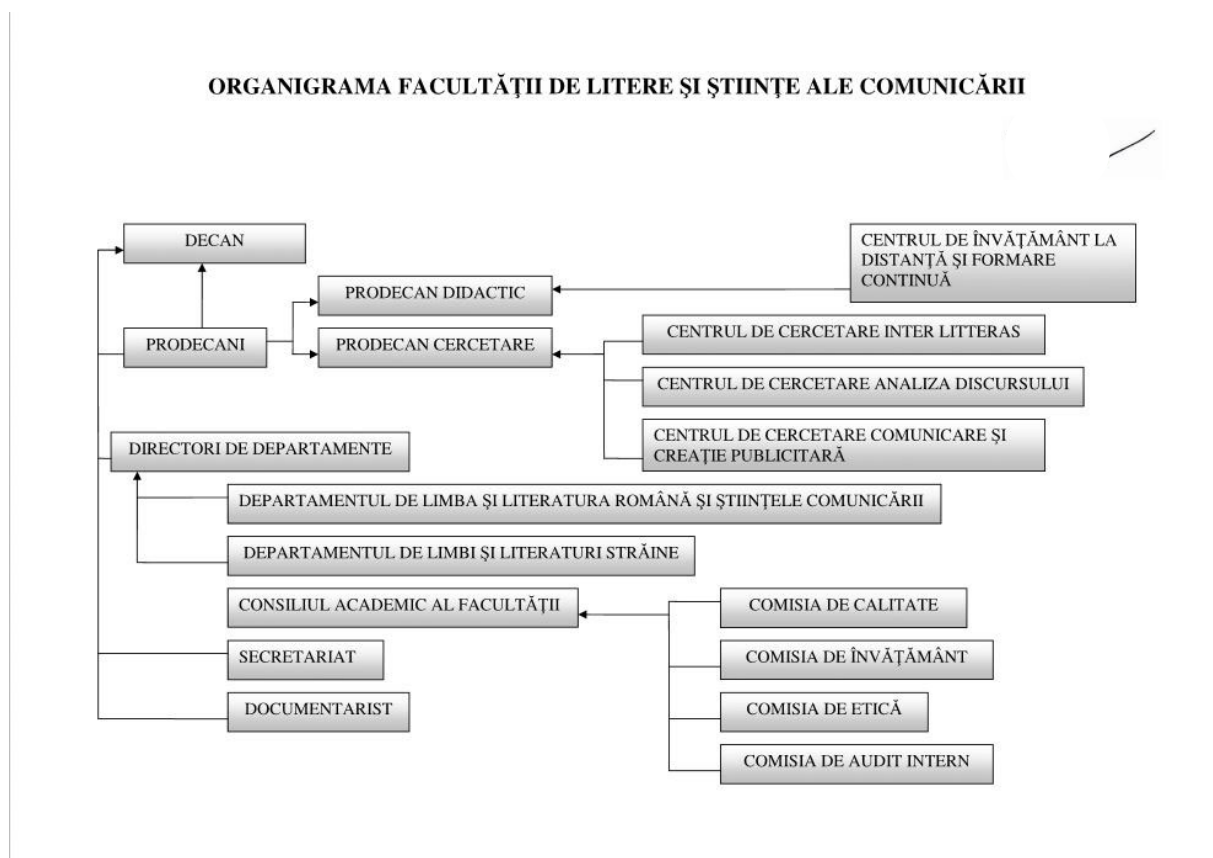 ORGANIGRAMA FACULTĂŢII DE LITERE ŞI ŞTIINŢE ALE COMUNICĂRII
DECAN
CENTRUL DE ÎNVĂŢĂMÂNT LA
DISTANŢĂ ŞI FORMARE
CONTINUĂ
PRODECAN DIDACTIC
PRODECANI
PRODECAN CERCETARE
CENTRUL DE CERCETARE INTER LITTERAS
CENTRUL DE CERCETARE ANALIZA DISCURSULUI
CENTRUL DE CERCETARE COMUNICARE ŞI
CREAŢIE PUBLICITARĂ
DIRECTORI DE DEPARTAMENTE
DEPARTAMENTUL DE LIMBA ŞI LITERATURA ROMÂNĂ ŞI ŞTIINŢELE COMUNICĂRII
DEPARTAMENTUL DE LIMBI ŞI LITERATURI STRĂINE
CONSILIUL ACADEMIC AL FACULTĂŢII
COMISIA DE CALITATE
SECRETARIAT
COMISIA DE ÎNVĂŢĂMÂNT
DOCUMENTARIST
COMISIA DE ETICĂ
COMISIA DE AUDIT INTERN